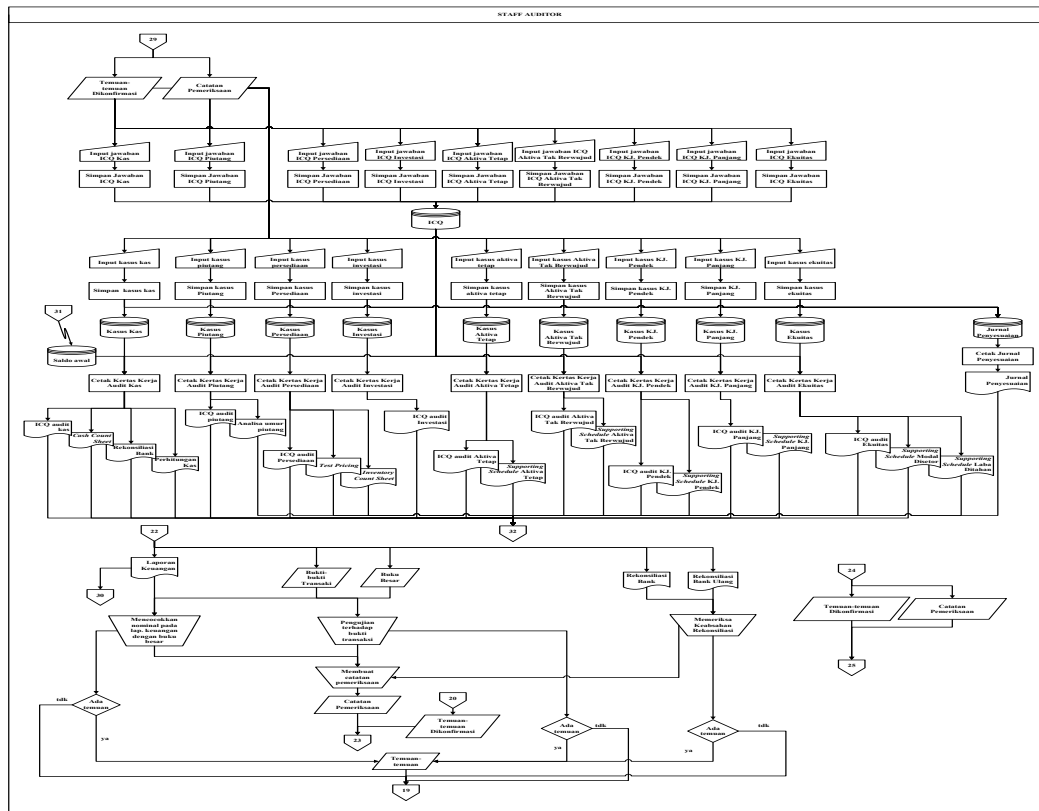 STAFF AUDITOR
29
Temuan-
temuan
Dikonfirmasi
Catatan
Pemeriksaan
Input jawaban
ICQ Kas
Input jawaban
ICQ Piutang
Input jawaban
ICQ Persediaan
Input jawaban
ICQ Investasi
Input jawaban
ICQ Aktiva Tetap
Input jawaban ICQ
Aktiva Tak Berwujud
Input jawaban
ICQ KJ. Pendek
Input jawaban
ICQ KJ. Panjang
Input jawaban
ICQ Ekuitas
Simpan Jawaban
ICQ Kas
Simpan Jawaban
ICQ Piutang
Simpan Jawaban
ICQ Persediaan
Simpan Jawaban
ICQ Investasi
Simpan Jawaban
ICQ Aktiva Tetap
Simpan Jawaban
ICQ Aktiva Tak
Berwujud
Simpan Jawaban
ICQ KJ. Pendek
Simpan Jawaban
ICQ KJ. Panjang
Simpan Jawaban
ICQ Ekuitas
ICQ
Input kasus kas
Input kasus
piutang
Input kasus
persediaan
Input kasus
investasi
Input kasus aktiva
tetap
Input kasus Aktiva
Tak Berwujud
Input kasus KJ.
Pendek
Input kasus KJ.
Panjang
Input kasus ekuitas
Simpan kasus kas
Simpan kasus
Piutang
Simpan kasus
Persediaan
Simpan kasus
investasi
Simpan kasus
aktiva tetap
Simpan kasus
Aktiva Tak
Berwujud
Simpan kasus KJ.
Pendek
Simpan kasus KJ.
Panjang
Simpan kasus
ekuitas
31
Saldo awal
Kasus Kas
Kasus
Piutang
Kasus
Persediaan
Kasus
Investasi
Kasus
Aktiva
Tetap
Kasus
Aktiva Tak
Berwujud
Kasus KJ.
Pendek
Kasus KJ.
Panjang
Kasus
Ekuitas
Jurnal
Penyesuaian
Cetak Jurnal
Penyesuaian
Jurnal
Penyesuaian
Cetak Kertas Kerja
Audit Kas
Cetak Kertas Kerja
Audit Piutang
Cetak Kertas Kerja
Audit Persediaan
Cetak Kertas Kerja
Audit Investasi
Cetak Kertas Kerja
Audit Aktiva Tetap
Cetak Kertas Kerja
Audit Aktiva Tak
Berwujud
Cetak Kertas Kerja
Audit KJ. Pendek
Cetak Kertas Kerja
Audit KJ. Panjang
Cetak Kertas Kerja
Audit Ekuitas
ICQ audit
kas
Cash Count
Sheet
Rekonsiliasi
Bank
Perhitungan
Kas
ICQ audit
piutang
Analisa umur
piutang
ICQ audit
Persediaan
Test Pricing
Inventory
Count Sheet
ICQ audit
Investasi
ICQ audit Aktiva
Tetap
Supporting
Schedule Aktiva
Tetap
ICQ audit Aktiva
Tak Berwujud
Supporting
Schedule Aktiva
Tak Berwujud
ICQ audit KJ.
Pendek
Supporting
Schedule KJ.
Pendek
ICQ audit KJ.
Panjang
Supporting
Schedule KJ.
Panjang
ICQ audit
Ekuitas
Supporting
Schedule Modal
Disetor
Supporting
Schedule Laba
Ditahan
32
22
Laporan
Keuangan
30
Bukti-
bukti
Transaki
Buku
Besar
Rekonsiliasi
Bank
Rekonsiliasi
Bank Ulang
Mencocokkan
nominal pada
lap. keuangan
dengan buku
besar
Pengujian
terhadap
bukti
transaksi
Memeriksa
Keabsahan
Rekonsiliasi
24
Temuan-temuan
Dikonfirmasi
Catatan
Pemeriksaan
25
Membuat
catatan
pemeriksaan
Catatan
Pemeriksaan
20
Temuan-
temuan
Dikonfirmasi
23
tdk
Ada
temuan
ya
Ada
temuan
tdk
ya
Ada
temuan
tdk
ya
Temuan-
temuan
19